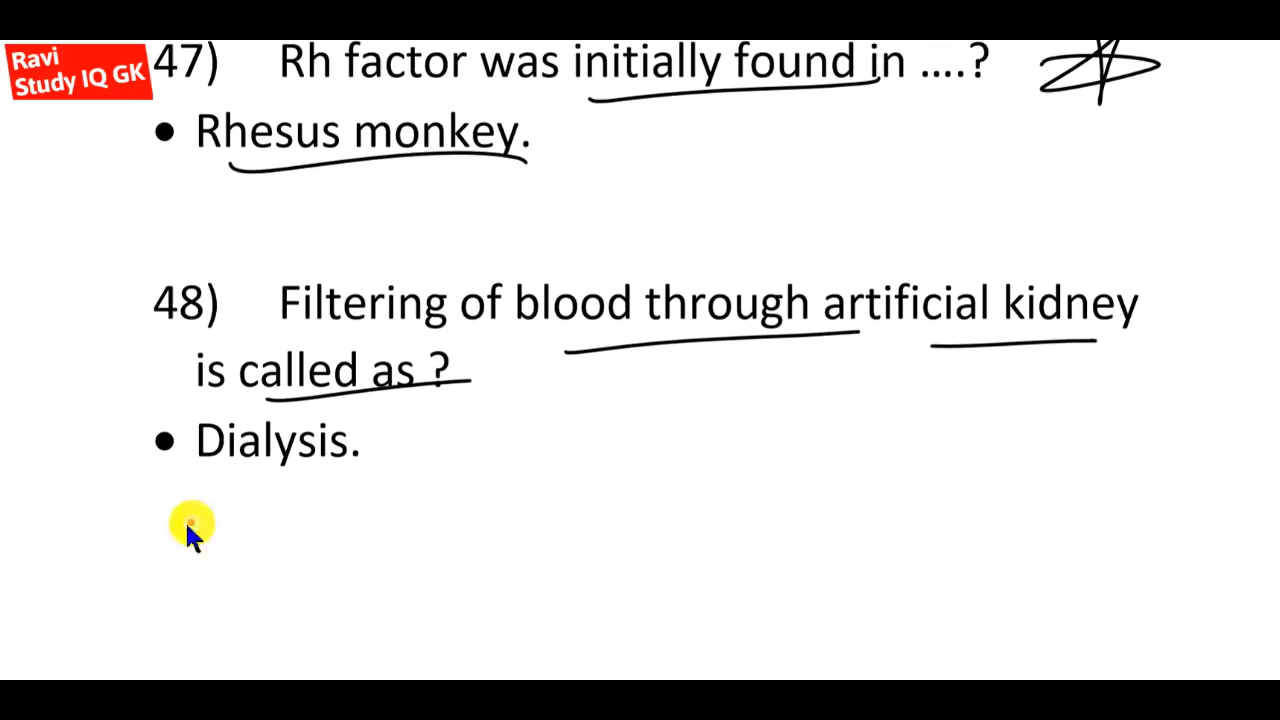 Ravi
Study IQ GK
47) Rh factor was initially found in ....?
• Rhesus monkey.
48) Filtering of blood through artificial kidney
is called as ?
• Dialysis.